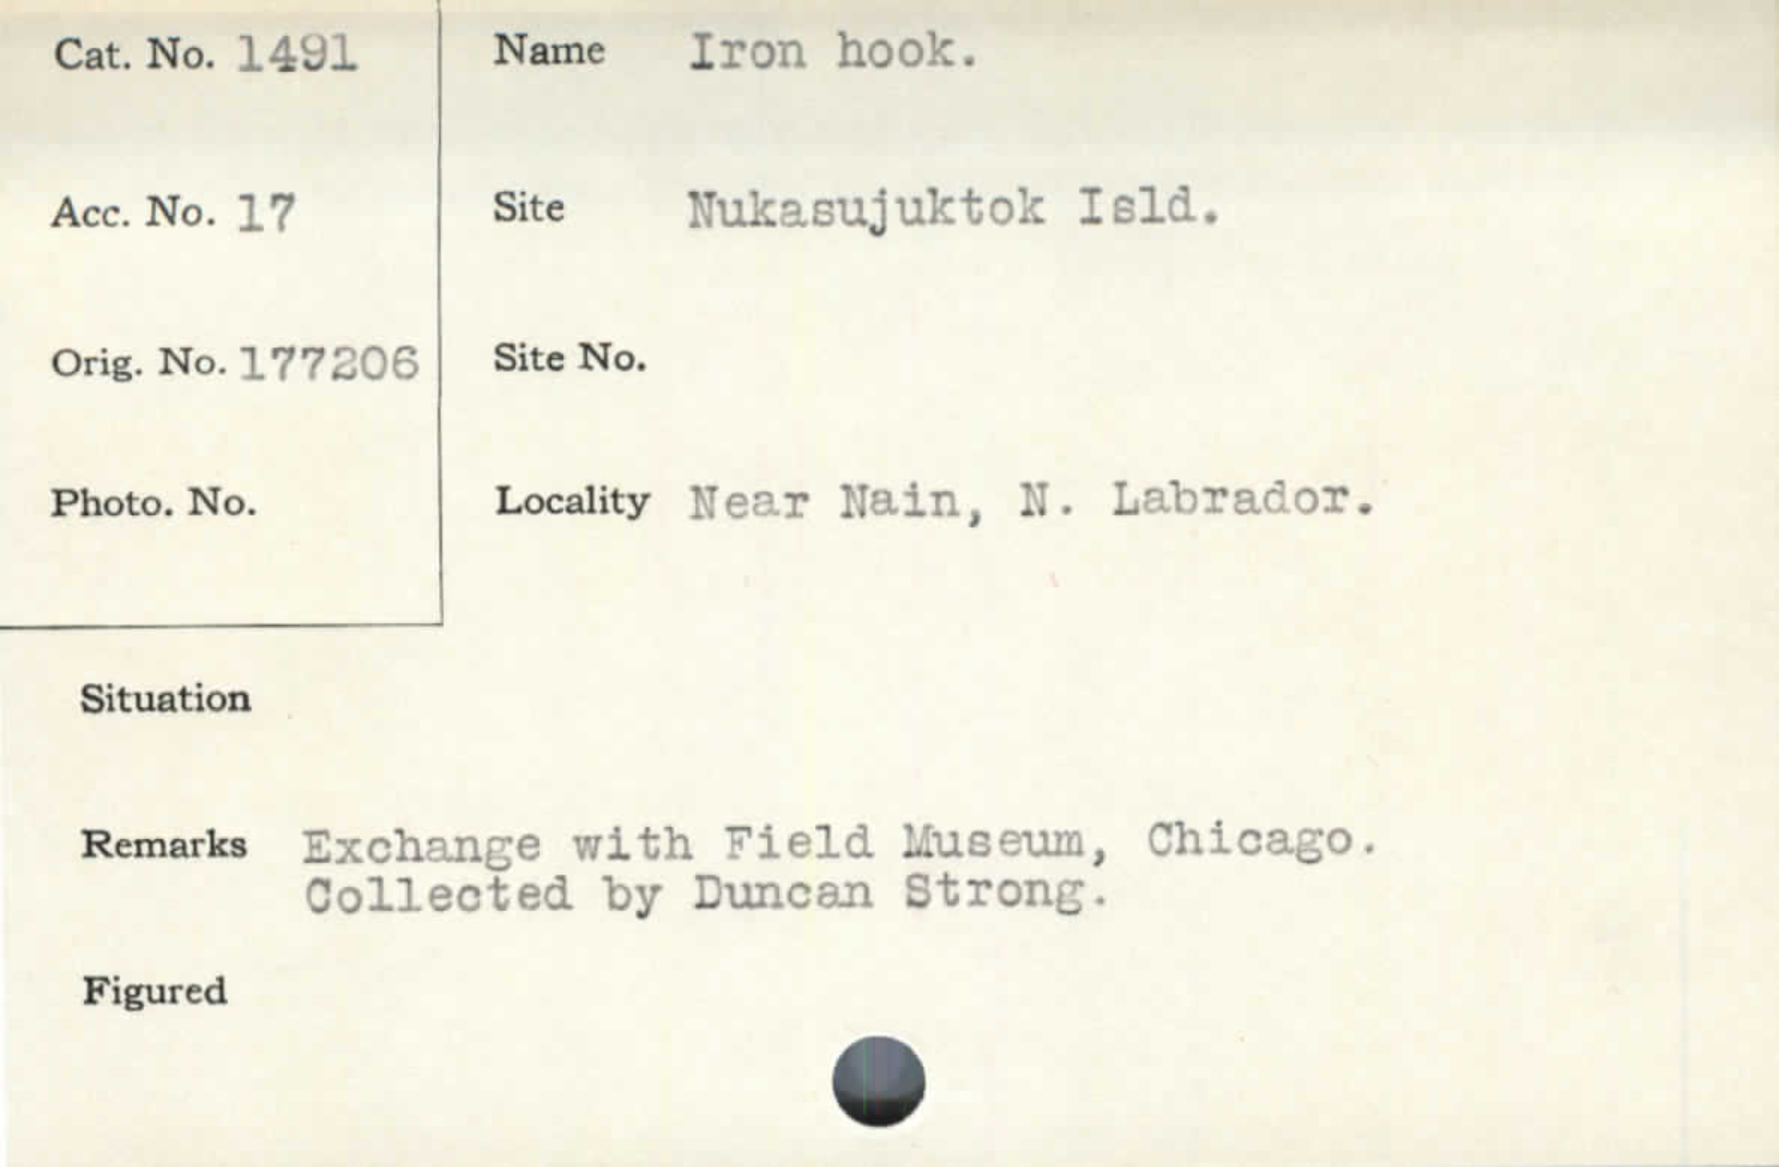 Cat. No. 1491
Name Iron hook.
Acc. No. 17
Site Nukasujuktok Isld.
Orig. No. 177206
Site No.
Photo. No.
Locality Near Nain, N. Labrador.
Situation
Remarks Exchange with Field Museum, Chicago.
Collected by Duncan Strong.
Figured